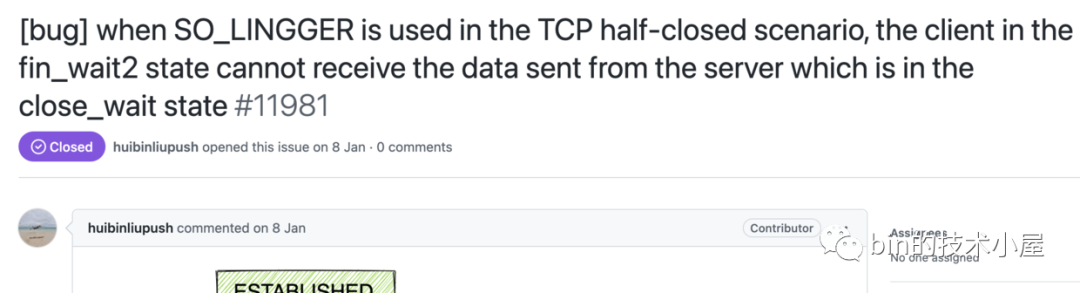 [bug] when SO_LINGGER is used in the TCP half-closed scenario, the client in the
fin_wait2 state cannot receive the data sent from the server which is in the
close_wait state #11981
Closed huibinliupush opened this issue on 8 Jan · 0 comments
huibinliupush commented on 8 Jan Contributor
Assignees
bin的技术小屋
No one assigned
ESTABLISHED